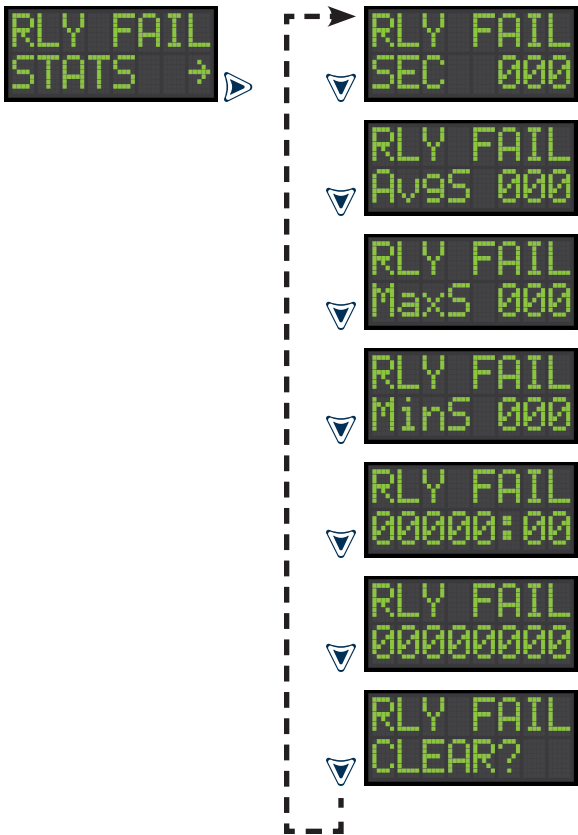 RLY FAIL
STATS →
RLY FAIL
SEC 000
RLY FAIL
AvgS 000
RLY FAIL
MaxS 000
RLY FAIL
MinS 000
RLY FAIL
00000:00
RLY FAIL
00000000
RLY FAIL
CLEAR?